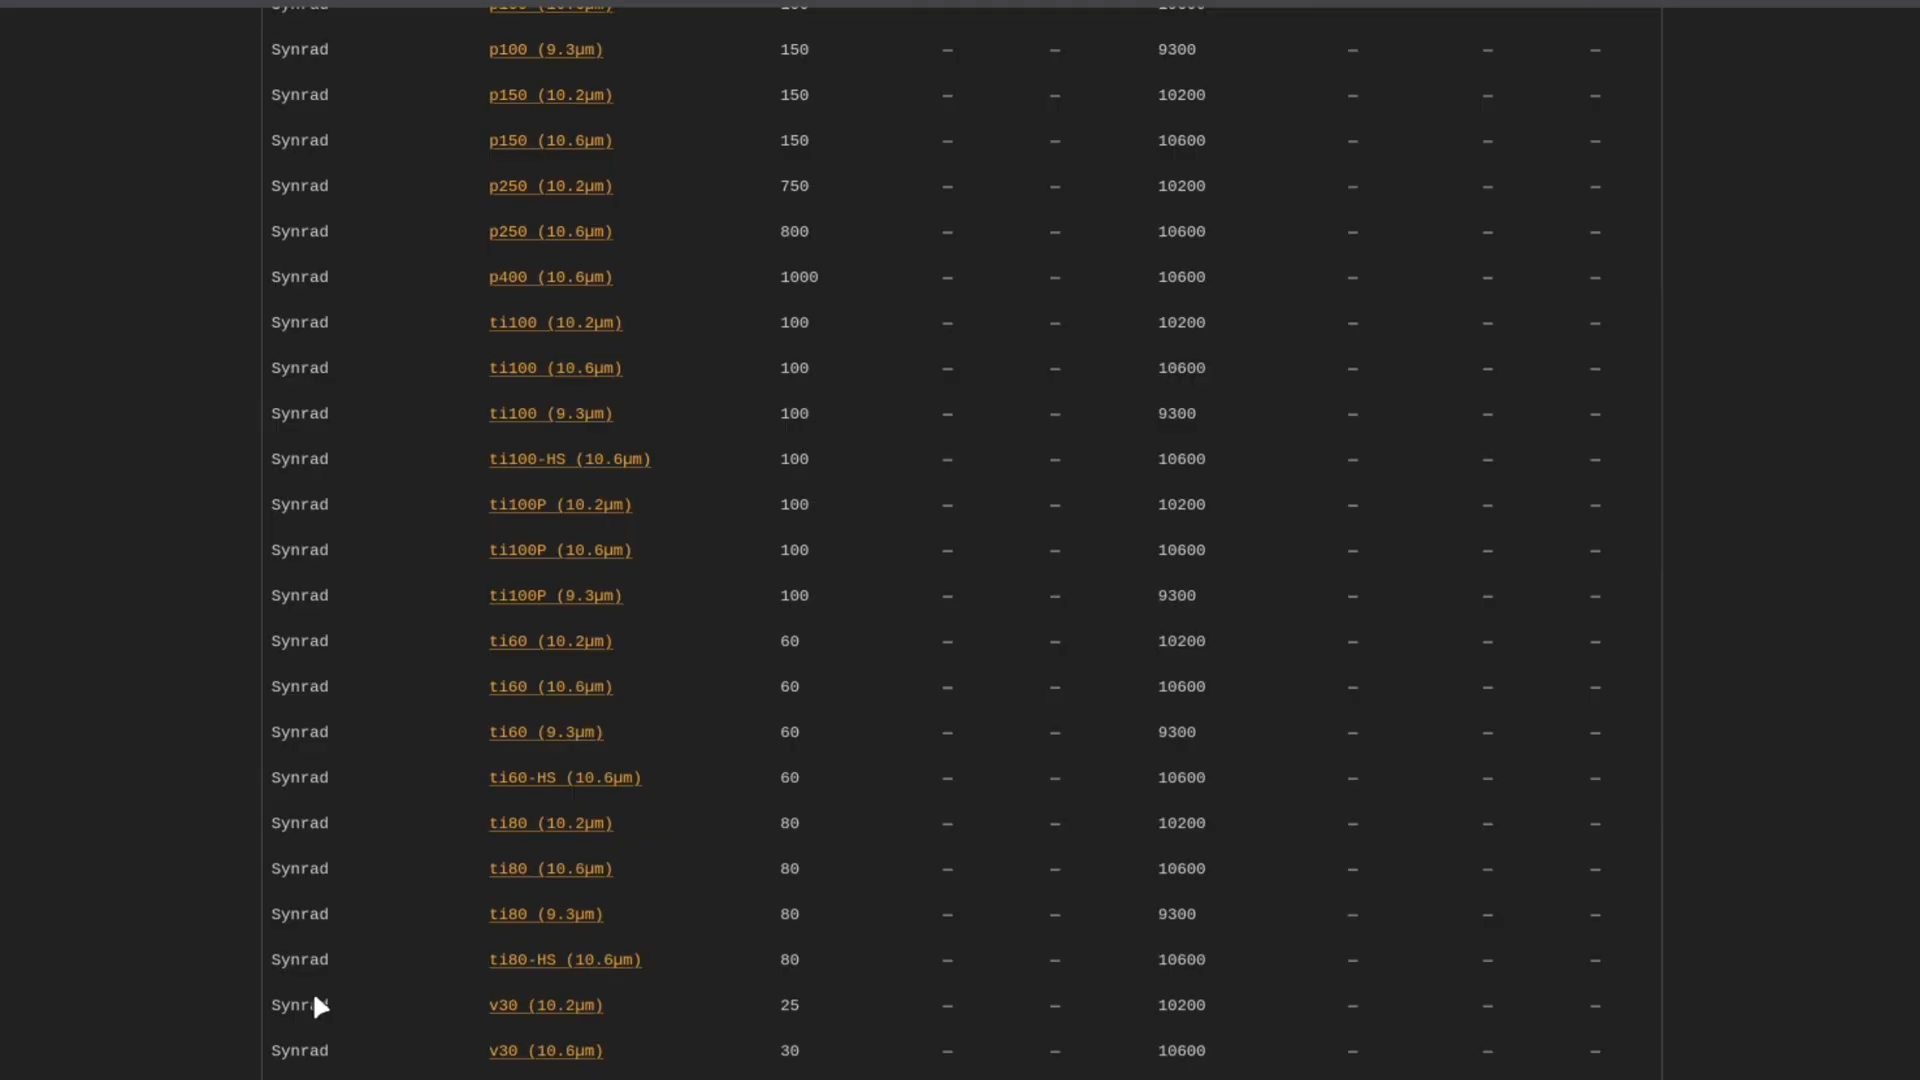 Synrad p100 (9.3µm) 150 – – 9300 – – –
Synrad p150 (10.2µm) 150 – – 10200 – – –
Synrad p150 (10.6µm) 150 – – 10600 – – –
Synrad p250 (10.2µm) 750 – – 10200 – – –
Synrad p250 (10.6µm) 800 – – 10600 – – –
Synrad p400 (10.6µm) 1000 – – 10600 – – –
Synrad ti100 (10.2µm) 100 – – 10200 – – –
Synrad ti100 (10.6µm) 100 – – 10600 – – –
Synrad ti100 (9.3µm) 100 – – 9300 – – –
Synrad ti100-HS (10.6µm) 100 – – 10600 – – –
Synrad ti100P (10.2µm) 100 – – 10200 – – –
Synrad ti100P (10.6µm) 100 – – 10600 – – –
Synrad ti100P (9.3µm) 100 – – 9300 – – –
Synrad ti60 (10.2µm) 60 – – 10200 – – –
Synrad ti60 (10.6µm) 60 – – 10600 – – –
Synrad ti60 (9.3µm) 60 – – 9300 – – –
Synrad ti60-HS (10.6µm) 60 – – 10600 – – –
Synrad ti80 (10.2µm) 80 – – 10200 – – –
Synrad ti80 (10.6µm) 80 – – 10600 – – –
Synrad ti80 (9.3µm) 80 – – 9300 – – –
Synrad ti80-HS (10.6µm) 80 – – 10600 – – –
Synrad v30 (10.2µm) 25 – – 10200 – – –
Synrad v30 (10.6µm) 30 – – 10600 – – –